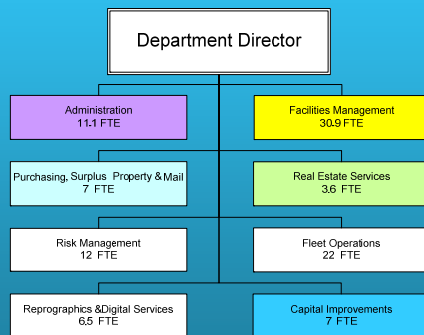 Department Director
Administration
11.1 FTE
Facilities Management
30.9 FTE
Purchasing, Surplus Property & Mail
7 FTE
Real Estate Services
3.6 FTE
Risk Management
12 FTE
Fleet Operations
22 FTE
Reprographics & Digital Services
6.5 FTE
Capital Improvements
7 FTE